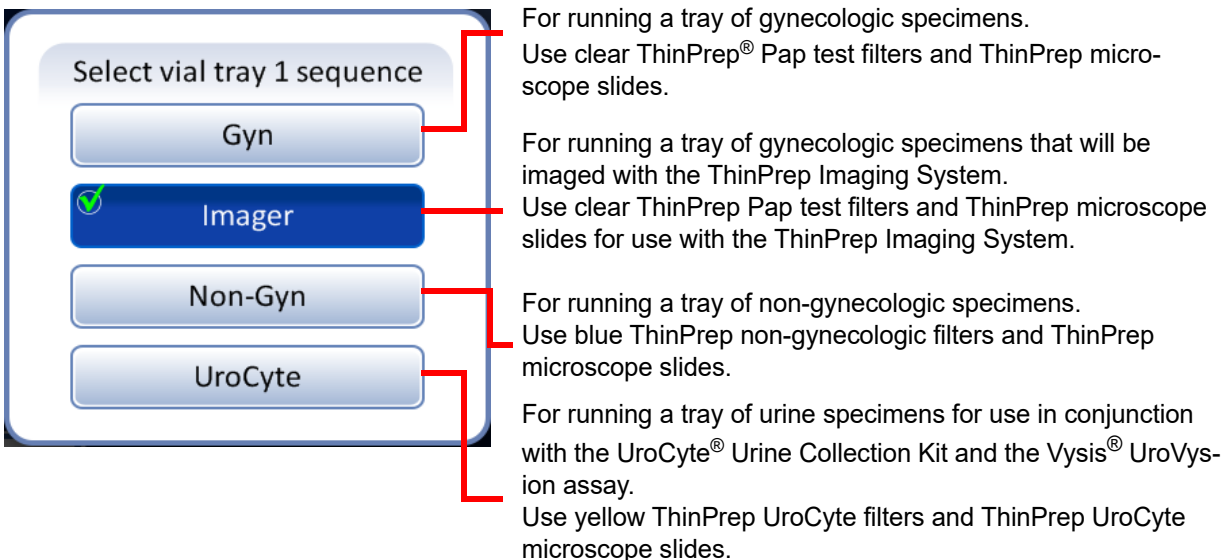 Select vial tray 1 sequence
Gyn
Imager
Non-Gyn
UroCyte
For running a tray of gynecologic specimens.
Use clear ThinPrep® Pap test filters and ThinPrep micro-
scope slides.
For running a tray of gynecologic specimens that will be
imaged with the ThinPrep Imaging System.
Use clear ThinPrep Pap test filters and ThinPrep microscope
slides for use with the ThinPrep Imaging System.
For running a tray of non-gynecologic specimens.
Use blue ThinPrep non-gynecologic filters and ThinPrep
microscope slides.
For running a tray of urine specimens for use in conjunction
with the UroCyte® Urine Collection Kit and the Vysis® UroVys-
ion assay.
Use yellow ThinPrep UroCyte filters and ThinPrep UroCyte
microscope slides.